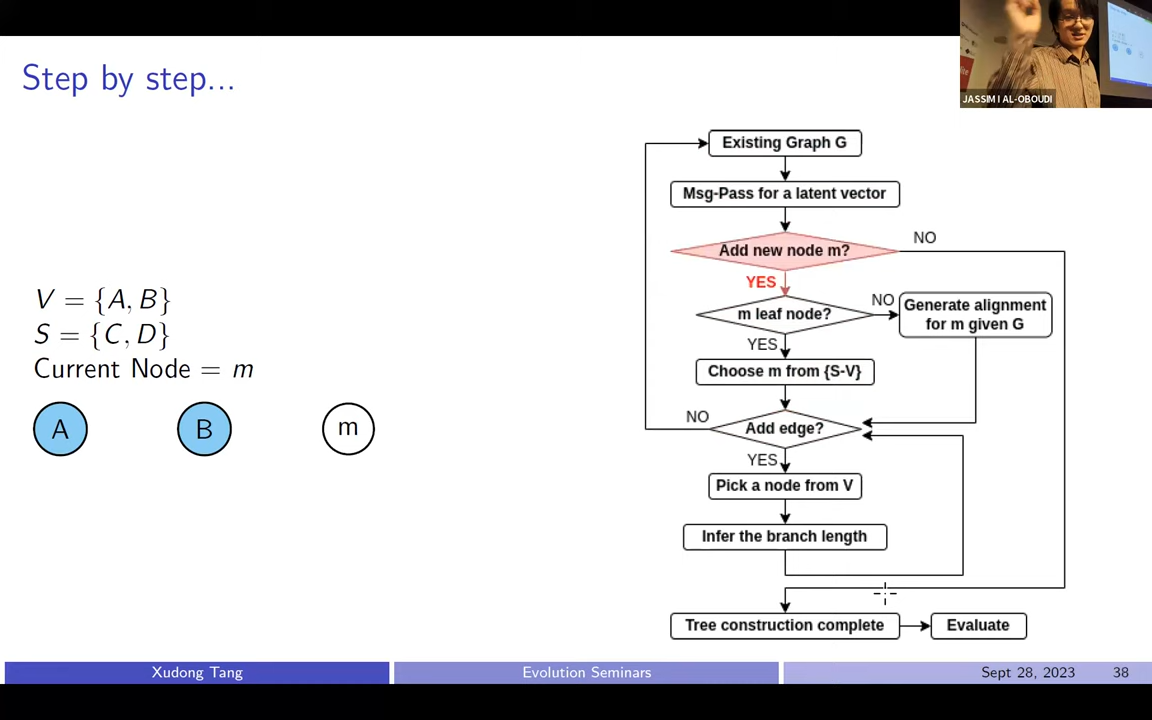 JASSIM I AL-OBOUDI
Step by step...
V = {A, B}
S = {C, D}
Current Node = m
A
B
m
Existing Graph G
Msg-Pass for a latent vector
Add new node m?
NO
YES
m leaf node?
NO
Generate alignment
for m given G
YES
Choose m from {S-V}
NO
Add edge?
YES
Pick a node from V
Infer the branch length
Tree construction complete
Evaluate
Xudong Tang
Evolution Seminars
Sept 28, 2023
38